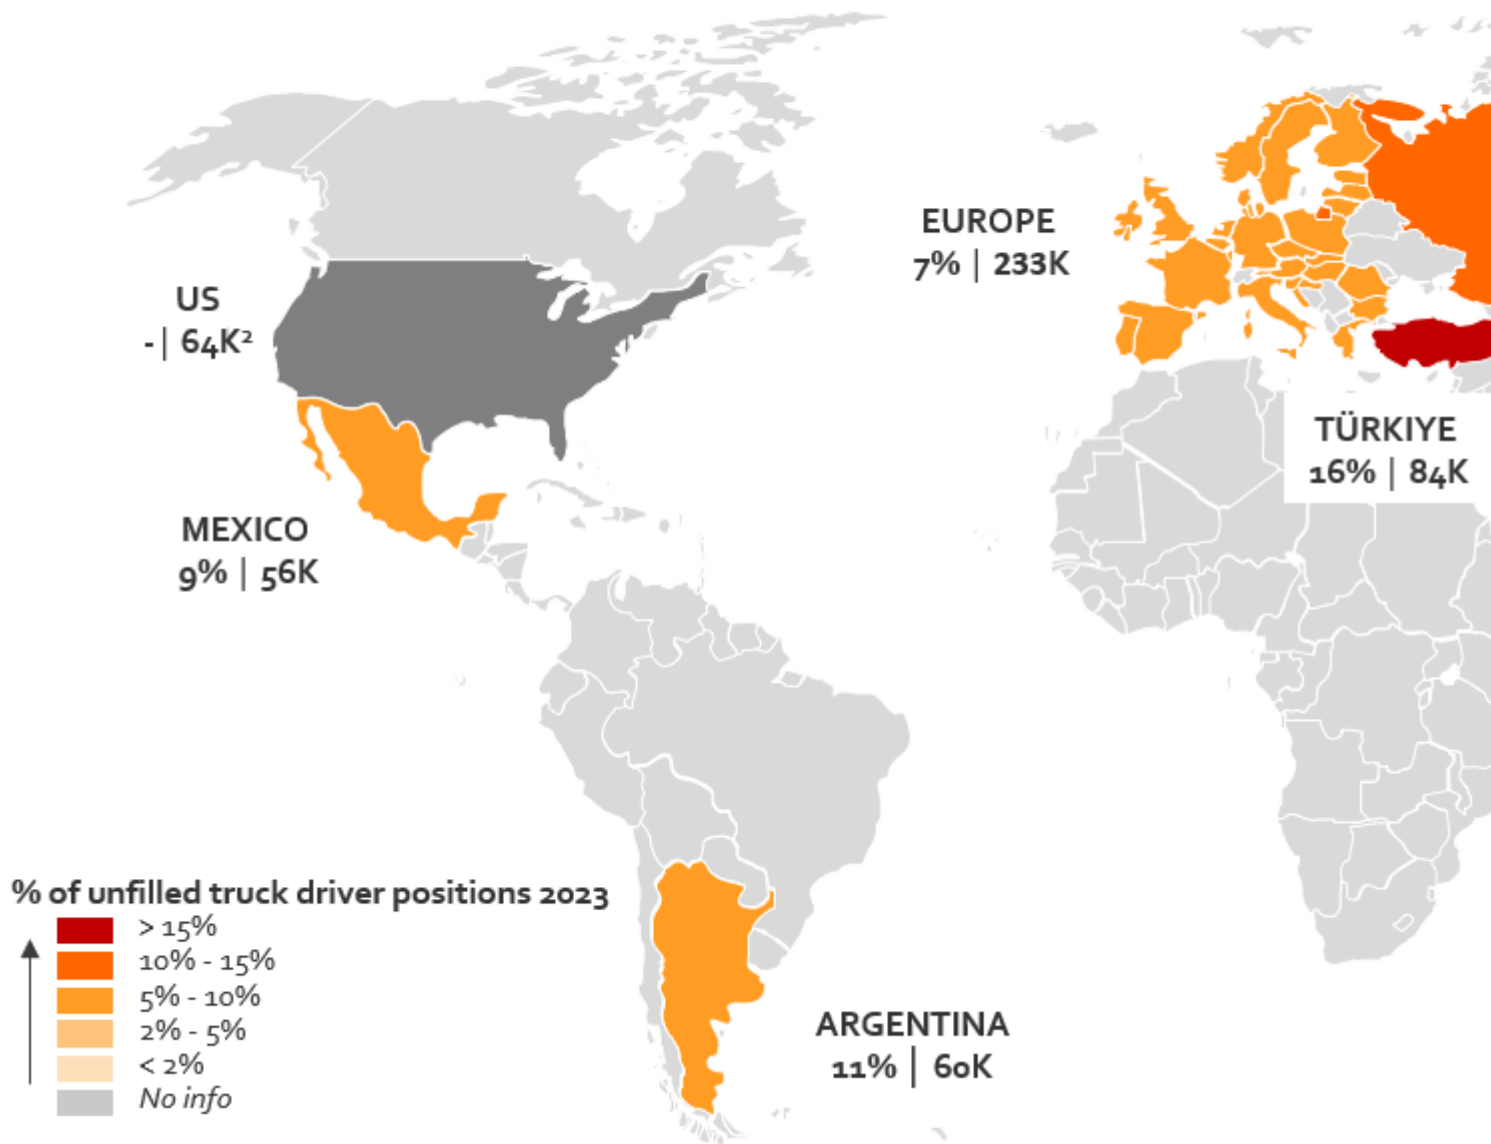 EUROPE
7% | 233K
US
- | 64K²
TÜRKIYE
16% | 84K
MEXICO
9% | 56K
% of unfilled truck driver positions 2023
> 15%
10% - 15%
5% - 10%
2% - 5%
< 2%
No info
ARGENTINA
11% | 60K